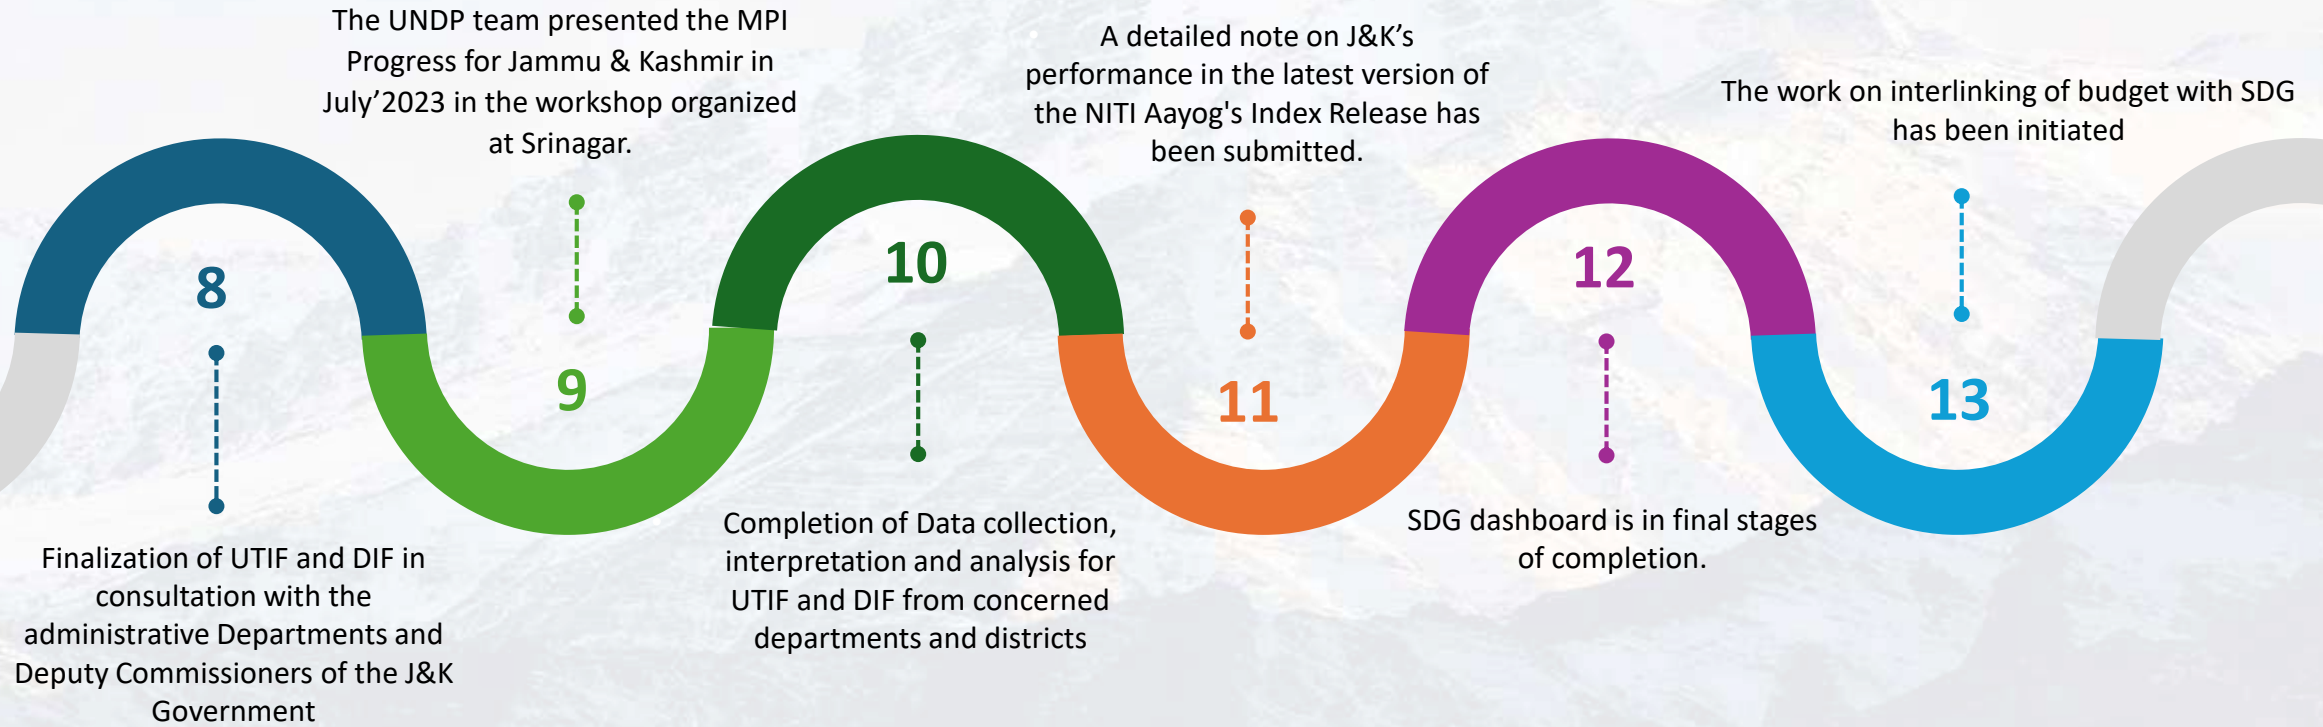 8
Finalization of UTIF and DIF in
consultation with the
administrative Departments and
Deputy Commissioners of the J&K
Government
The UNDP team presented the MPI
Progress for Jammu & Kashmir in
July’2023 in the workshop organized
at Srinagar.
9
10
Completion of Data collection,
interpretation and analysis for
UTIF and DIF from concerned
departments and districts
A detailed note on J&K’s
performance in the latest version of
the NITI Aayog's Index Release has
been submitted.
11
12
SDG dashboard is in final stages
of completion.
The work on interlinking of budget with SDG
has been initiated
13